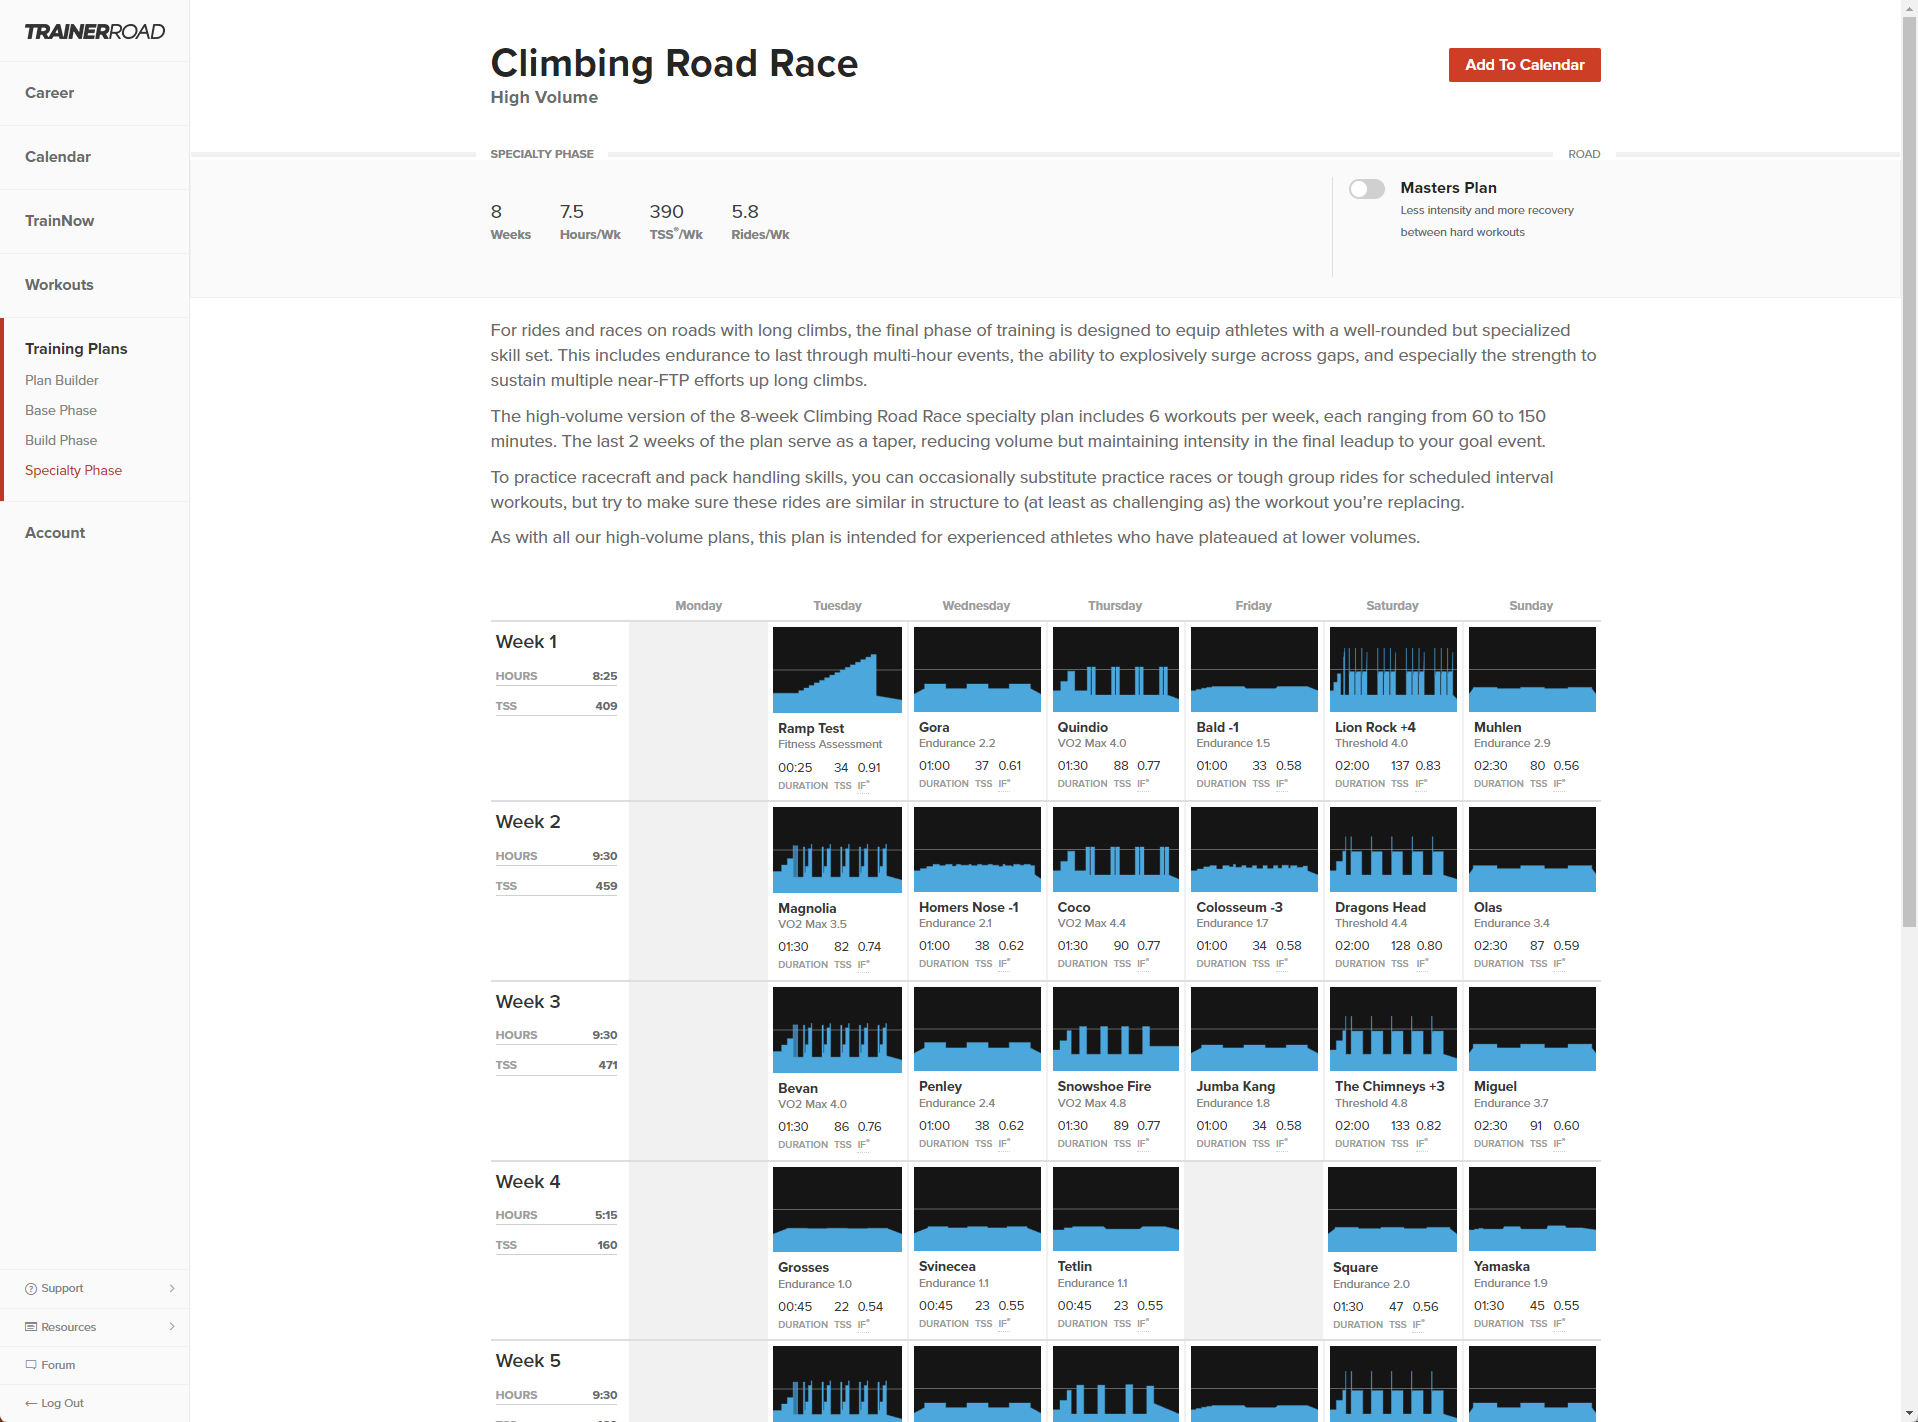 TRAINERROAD
Career
Calendar
TrainNow
Workouts
Training Plans
Plan Builder
Base Phase
Build Phase
Specialty Phase
Account
Support
Resources
Forum
Log Out
Climbing Road Race
High Volume
Add To Calendar
SPECIALTY PHASE
ROAD
8 7.5 390 5.8
Weeks Hours/Wk TSS®/Wk Rides/Wk
Masters Plan
Less intensity and more recovery
between hard workouts
For rides and races on roads with long climbs, the final phase of training is designed to equip athletes with a well-rounded but specialized
skill set. This includes endurance to last through multi-hour events, the ability to explosively surge across gaps, and especially the strength to
sustain multiple near-FTP efforts up long climbs.
The high-volume version of the 8-week Climbing Road Race specialty plan includes 6 workouts per week, each ranging from 60 to 150
minutes. The last 2 weeks of the plan serve as a taper, reducing volume but maintaining intensity in the final leadup to your goal event.
To practice racecraft and pack handling skills, you can occasionally substitute practice races or tough group rides for scheduled interval
workouts, but try to make sure these rides are similar in structure to (at least as challenging as) the workout you’re replacing.
As with all our high-volume plans, this plan is intended for experienced athletes who have plateaued at lower volumes.
Monday Tuesday Wednesday Thursday Friday Saturday Sunday
Week 1
HOURS 8:25
TSS 409
Ramp Test
Fitness Assessment
00:25 34 0.91
DURATION TSS IF®
Gora
Endurance 2.2
01:00 37 0.61
DURATION TSS IF®
Quindio
VO2 Max 4.0
01:30 88 0.77
DURATION TSS IF®
Bald -1
Endurance 1.5
01:00 33 0.58
DURATION TSS IF®
Lion Rock +4
Threshold 4.0
02:00 137 0.83
DURATION TSS IF®
Muhlen
Endurance 2.9
02:30 80 0.56
DURATION TSS IF®
Week 2
HOURS 9:30
TSS 459
Magnolia
VO2 Max 3.5
01:30 82 0.74
DURATION TSS IF®
Homers Nose -1
Endurance 2.1
01:00 38 0.62
DURATION TSS IF®
Coco
VO2 Max 4.4
01:30 90 0.77
DURATION TSS IF®
Colosseum -3
Endurance 1.7
01:00 34 0.58
DURATION TSS IF®
Dragons Head
Threshold 4.4
02:00 128 0.80
DURATION TSS IF®
Olas
Endurance 3.4
02:30 87 0.59
DURATION TSS IF®
Week 3
HOURS 9:30
TSS 471
Bevan
VO2 Max 4.0
01:30 86 0.76
DURATION TSS IF®
Penley
Endurance 2.4
01:00 38 0.62
DURATION TSS IF®
Snowshoe Fire
VO2 Max 4.8
01:30 89 0.77
DURATION TSS IF®
Jumba Kang
Endurance 1.8
01:00 34 0.58
DURATION TSS IF®
The Chimneys +3
Threshold 4.8
02:00 133 0.82
DURATION TSS IF®
Miguel
Endurance 3.7
02:30 91 0.60
DURATION TSS IF®
Week 4
HOURS 5:15
TSS 160
Grosses
Endurance 1.0
00:45 22 0.54
DURATION TSS IF®
Svinecea
Endurance 1.1
00:45 23 0.55
DURATION TSS IF®
Tetlin
Endurance 1.1
00:45 23 0.55
DURATION TSS IF®
Square
Endurance 2.0
01:30 47 0.56
DURATION TSS IF®
Yamaska
Endurance 1.9
01:30 45 0.55
DURATION TSS IF®
Week 5
HOURS 9:30